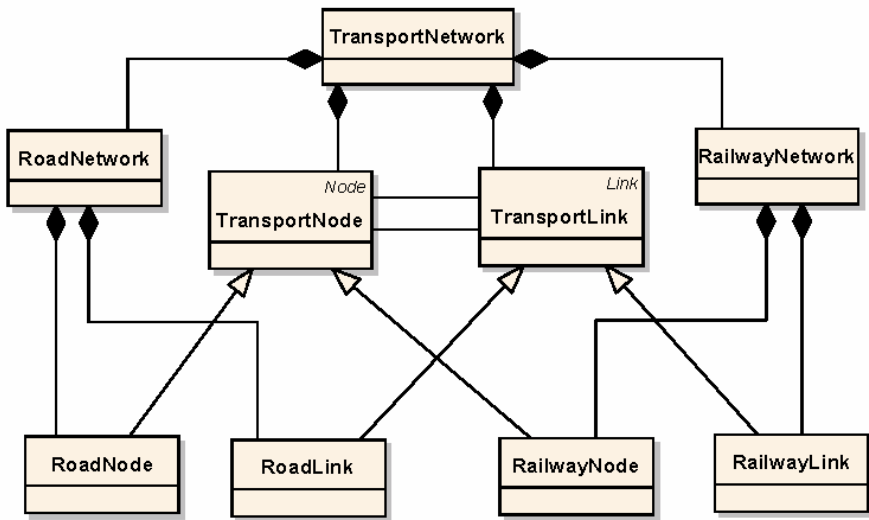 TransportNetwork
RoadNetwork
RailwayNetwork
Node
TransportNode
Link
TransportLink
RoadNode
RoadLink
RailwayNode
RailwayLink